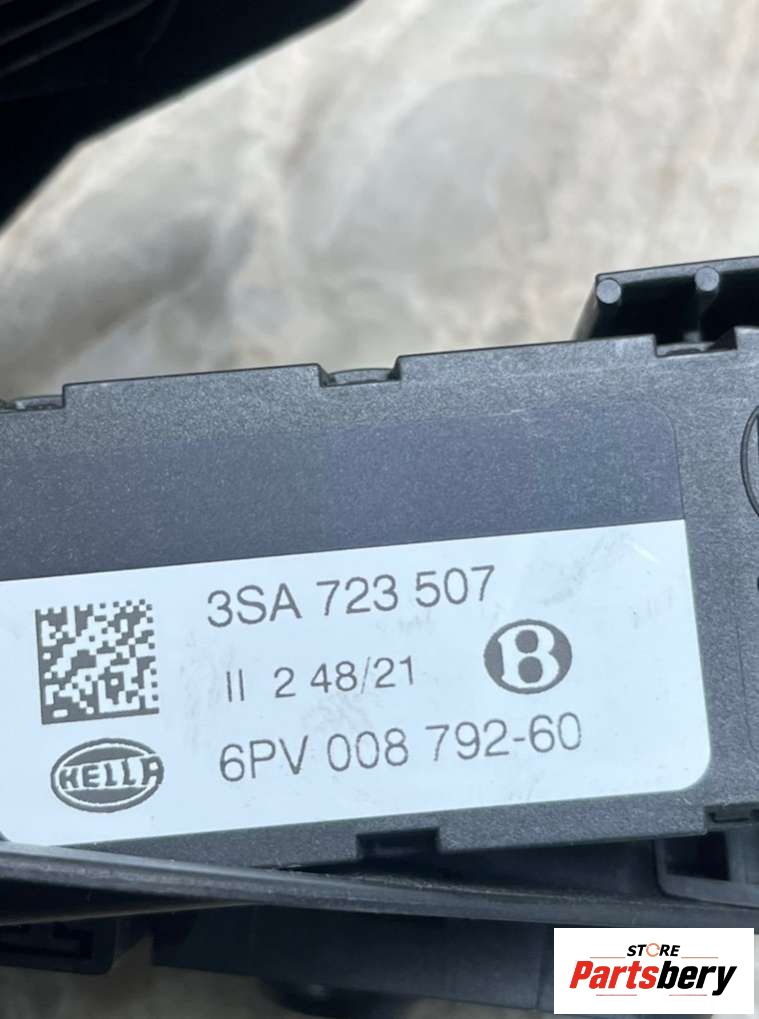 3SA 723 507
II 2 48/21
B
HELLA
6PV 008 792-60
STORE
Partsbery